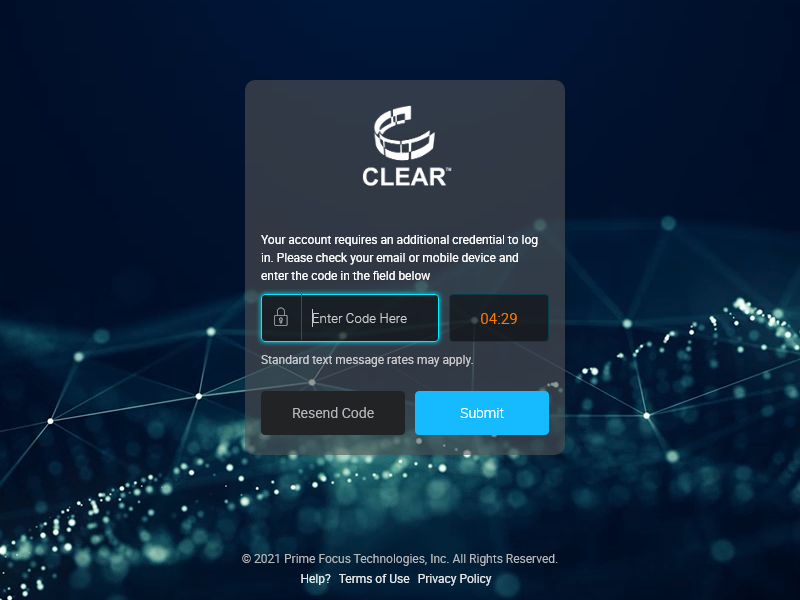 CLEAR™
Your account requires an additional credential to log
in. Please check your email or mobile device and
enter the code in the field below
Enter Code Here
04:29
Standard text message rates may apply.
Resend Code
Submit
© 2021 Prime Focus Technologies, Inc. All Rights Reserved.
Help? Terms of Use Privacy Policy